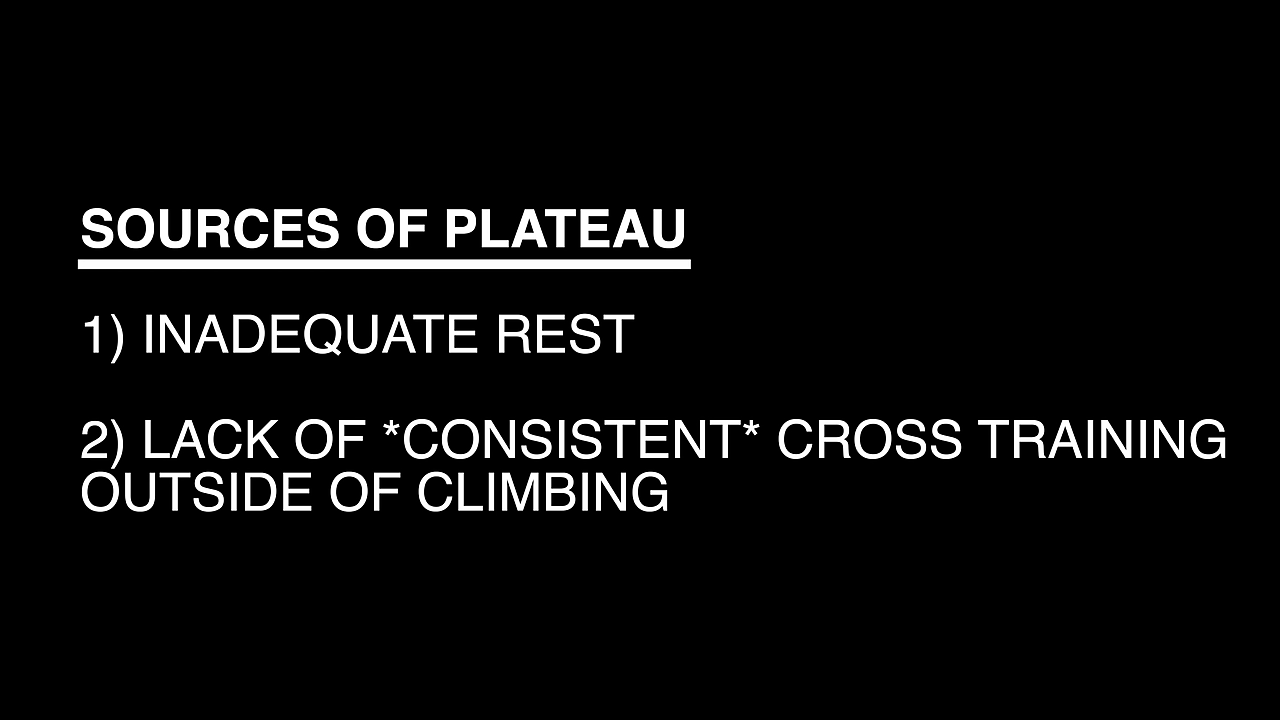 SOURCES OF PLATEAU
1) INADEQUATE REST
2) LACK OF *CONSISTENT* CROSS TRAINING
OUTSIDE OF CLIMBING